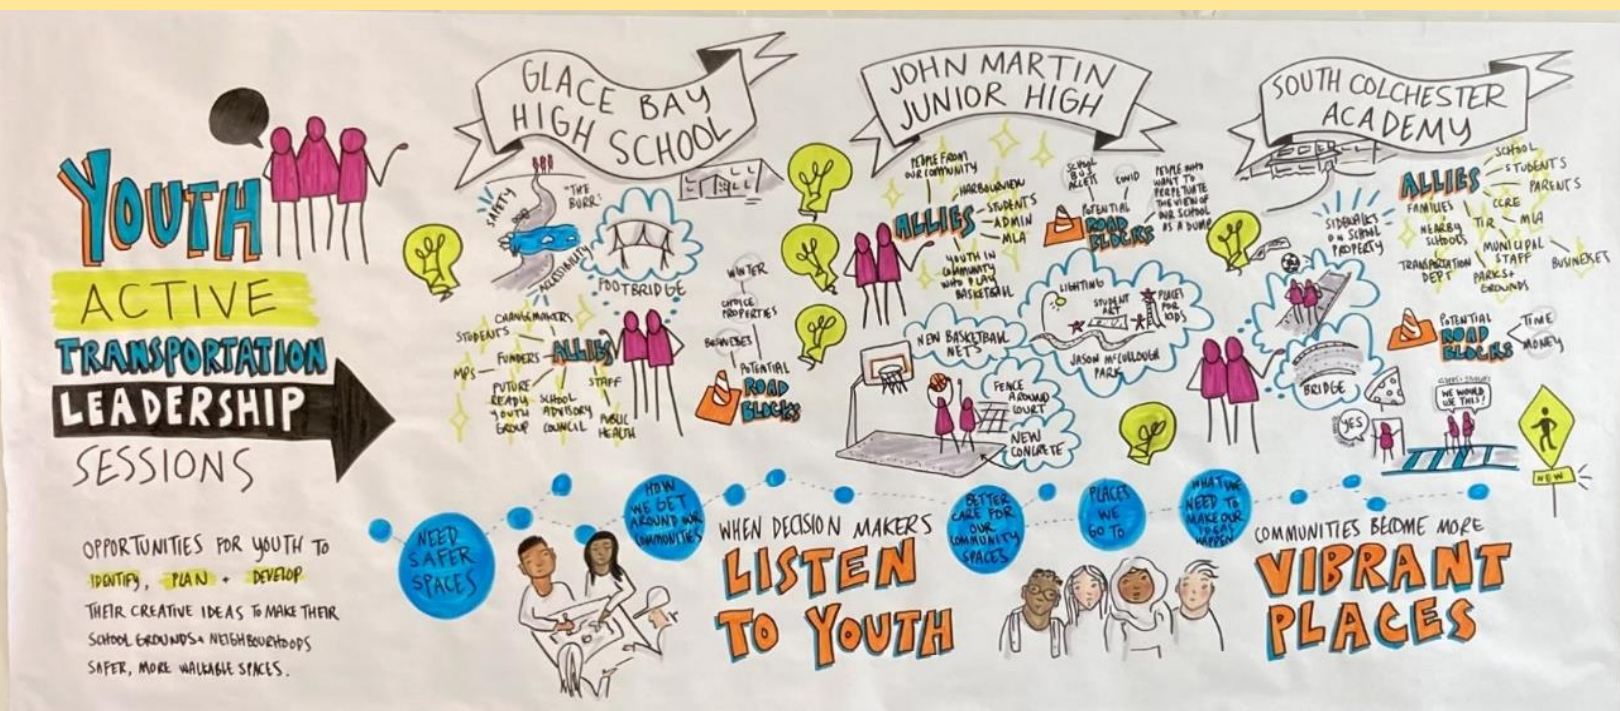 YOUTH
ACTIVE
TRANSPORTATION
LEADERSHIP
SESSIONS
OPPORTUNITIES FOR YOUTH TO
IDENTIFY, PLAN + DEVELOP
THEIR CREATIVE IDEAS TO MAKE THEIR
SCHOOL GROUNDS + NEIGHBOURHOODS
SAFER, MORE WALKABLE SPACES.
GLACE BAY
HIGH SCHOOL
SAFETY
"THE
BURR"
ACCESSIBILITY
FOOTBRIDGE
CHANGEMAKERS
STUDENTS
FUNDERS
ALLIES
MPS
FUTURE
READY
YOUTH
GROUP
SCHOOL
ADVISORY
COUNCIL
STAFF
PUBLIC
HEALTH
WINTER
CHOICE
PROPERTIES
BUSINESSES
POTENTIAL
ROAD
BLOCKS
JOHN MARTIN
JUNIOR HIGH
PEOPLE FROM
OUR COMMUNITY
HARBOURVIEW
STUDENTS
ADMIN
MLA
ALLIES
YOUTH IN
COMMUNITY
WHO PLAY
BASKETBALL
SCHOOL
BUS
ACCESS
COVID
PEOPLE WHO
WANT TO
PERPETUATE
THE VIEW OF
OUR SCHOOL
AS A DUMP
POTENTIAL
ROAD
BLOCKS
LIGHTING
STUDENT
ART
PLACES
FOR
KIDS
JASON McCULLOUGH
PARK
NEW BASKETBALL
NETS
FENCE
AROUND
COURT
NEW
CONCRETE
SOUTH COLCHESTER
ACADEMY
SIDEWALKS
ON SCHOOL
PROPERTY
ALLIES
SCHOOL
STUDENTS
PARENTS
CCRE
MLA
TIR
FAMILIES
NEARBY
SCHOOLS
MUNICIPAL
STAFF
BUSINESSES
TRANSPORTATION
DEPT
PARKS +
GROUNDS
POTENTIAL
ROAD
BLOCKS
TIME
MONEY
BRIDGE
YES
WE WOULD
USE THIS!
NEW
NEED
SAFER
SPACES
HOW
WE GET
AROUND OUR
COMMUNITIES
WHEN DECISION MAKERS
LISTEN
TO YOUTH
BETTER
CARE FOR
OUR
COMMUNITY
SPACES
PLACES
WE
GO TO
WHAT WE
NEED TO
MAKE OUR
IDEAS
HAPPEN
COMMUNITIES BECOME MORE
VIBRANT
PLACES